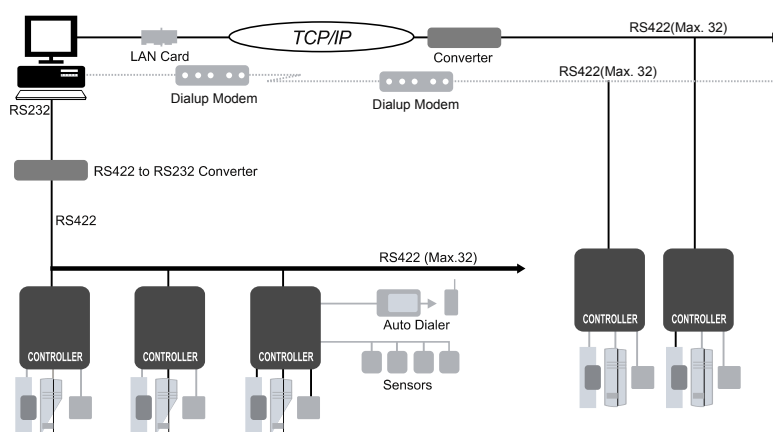 RS422(Max. 32)
TCP/IP
LAN Card
Converter
RS422(Max. 32)
Dialup Modem
Dialup Modem
RS232
RS422 to RS232 Converter
RS422
RS422 (Max.32)
CONTROLLER
CONTROLLER
Auto Dialer
CONTROLLER
CONTROLLER
CONTROLLER
Sensors